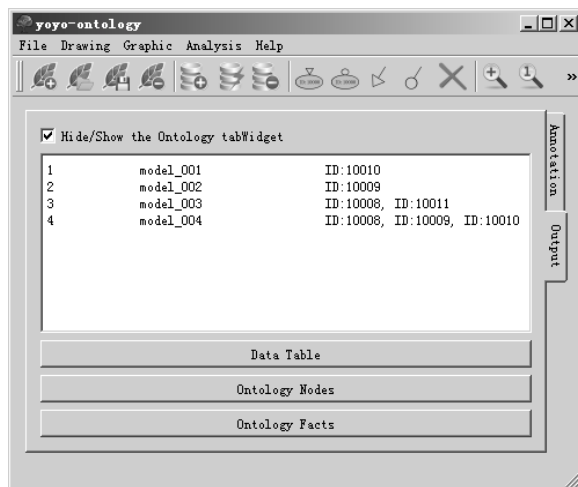 yoyo-ontology
File Drawing Graphic Analysis Help
1 »
Hide/Show the Ontology tabWidget
1 model_001 ID:10010
2 model_002 ID:10009
3 model_003 ID:10008, ID:10011
4 model_004 ID:10008, ID:10009, ID:10010
Data Table
Ontology Nodes
Ontology Facts
Annotation
Output